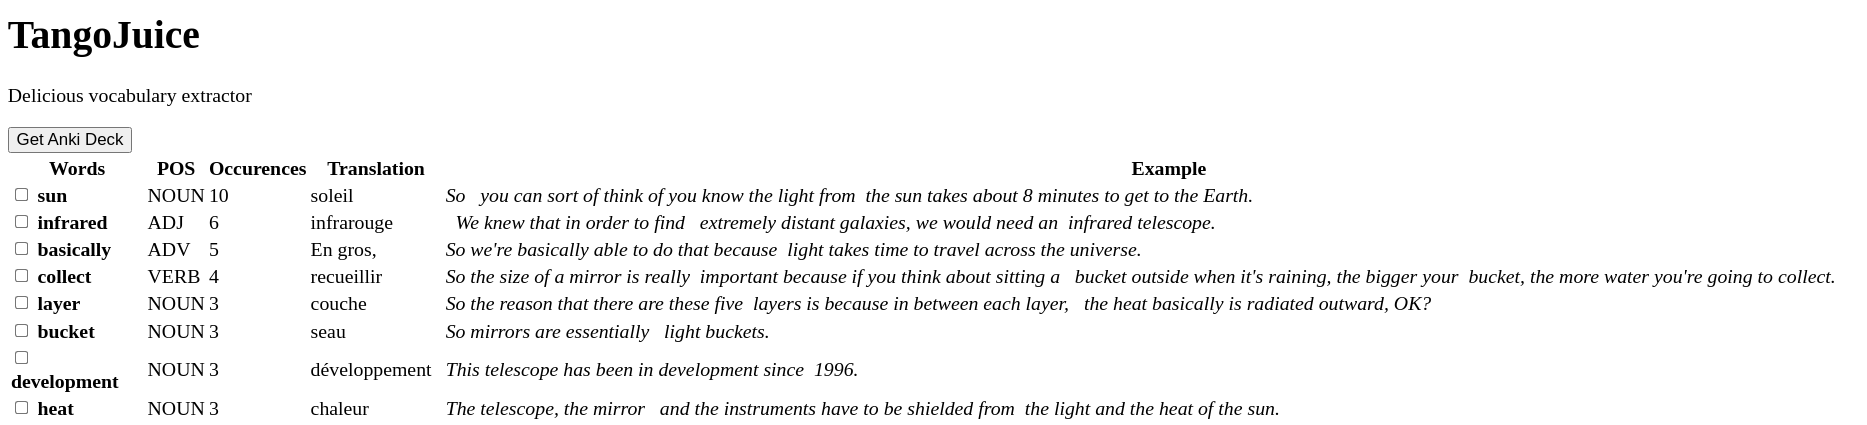 TangoJuice
Delicious vocabulary extractor
Get Anki Deck
Words POS Occurences Translation Example
sun NOUN 10 soleil So you can sort of think of you know the light from the sun takes about 8 minutes to get to the Earth.
infrared ADJ 6 infrarouge We knew that in order to find extremely distant galaxies, we would need an infrared telescope.
basically ADV 5 En gros, So we're basically able to do that because light takes time to travel across the universe.
collect VERB 4 recueillir So the size of a mirror is really important because if you think about sitting a bucket outside when it's raining, the bigger your bucket, the more water you're going to collect.
layer NOUN 3 couche So the reason that there are these five layers is because in between each layer, the heat basically is radiated outward, OK?
bucket NOUN 3 seau So mirrors are essentially light buckets.
development NOUN 3 développement This telescope has been in development since 1996.
heat NOUN 3 chaleur The telescope, the mirror and the instruments have to be shielded from the light and the heat of the sun.